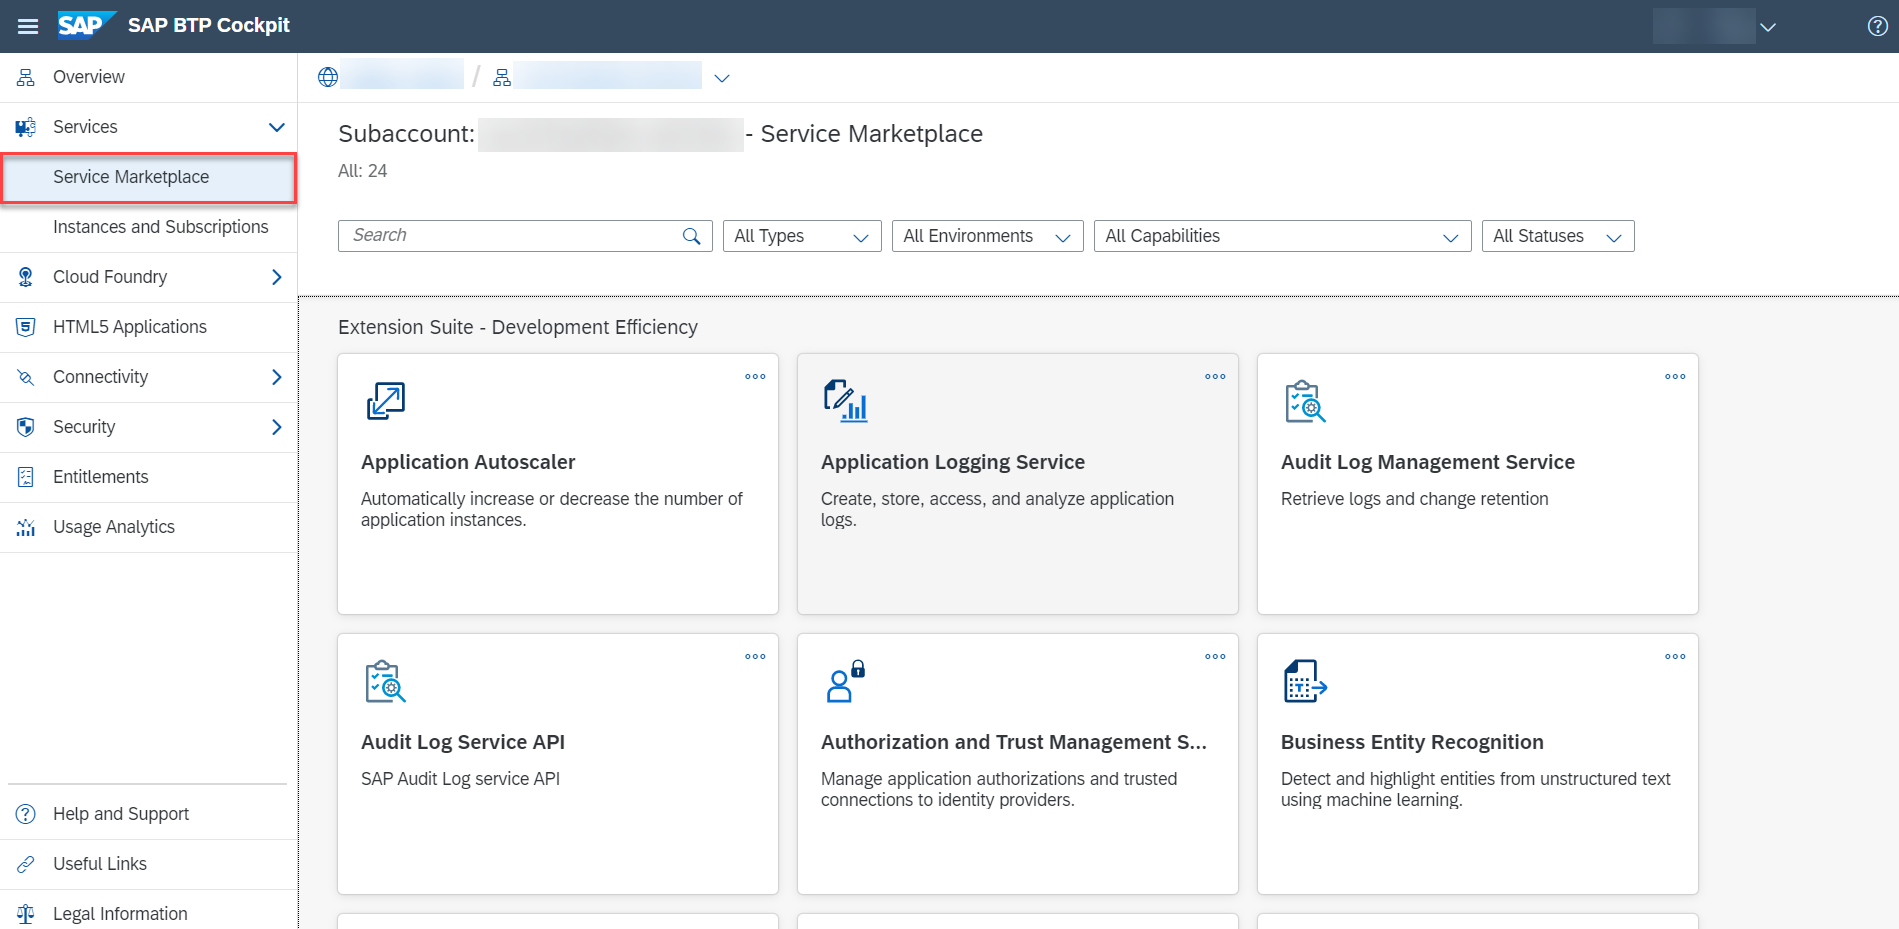 SAP SAP BTP Cockpit
Overview
Services
Service Marketplace
Instances and Subscriptions
Cloud Foundry
HTML5 Applications
Connectivity
Security
Entitlements
Usage Analytics
Help and Support
Useful Links
Legal Information
/
Subaccount: - Service Marketplace
All: 24
Search
All Types
All Environments
All Capabilities
All Statuses
Extension Suite - Development Efficiency
Application Autoscaler
Automatically increase or decrease the number of
application instances.
Application Logging Service
Create, store, access, and analyze application
logs.
Audit Log Management Service
Retrieve logs and change retention
Audit Log Service API
SAP Audit Log service API
Authorization and Trust Management S...
Manage application authorizations and trusted
connections to identity providers.
Business Entity Recognition
Detect and highlight entities from unstructured text
using machine learning.